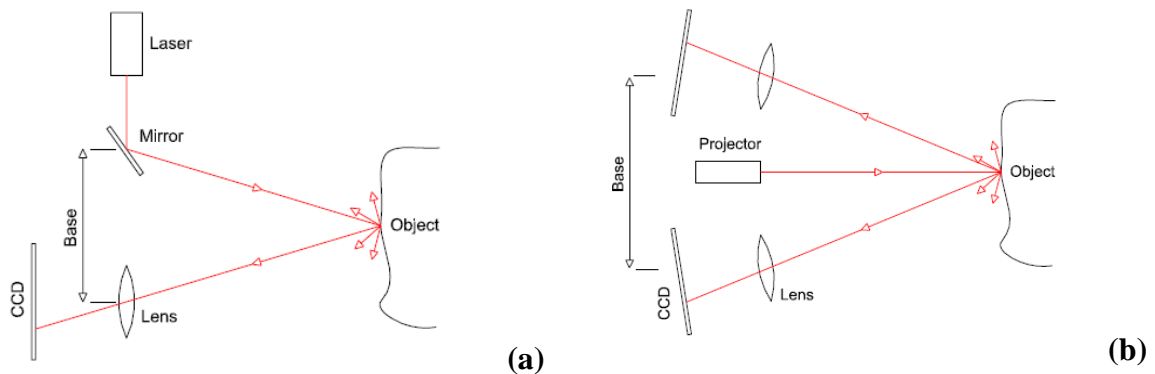 Laser
Mirror
Base
Object
CCD
Lens
(a)
Projector
Base
Object
CCD
Lens
(b)